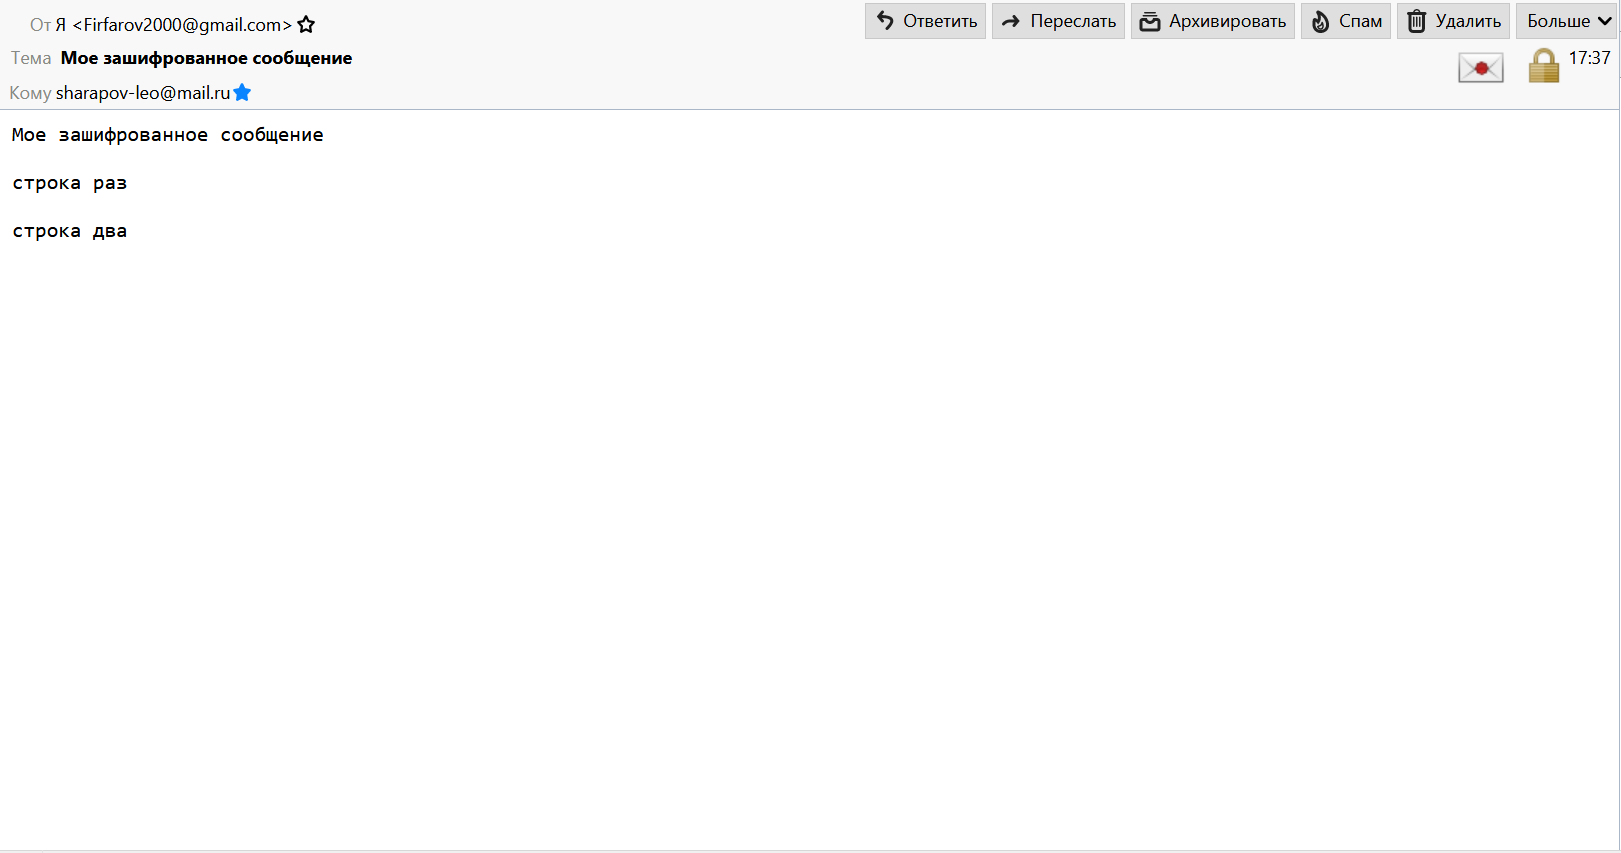 От Я <Firfarov2000@gmail.com> Ответить Переслать Архивировать Спам Удалить Больше
Тема Мое зашифрованное сообщение 17:37
Кому sharapov-leo@mail.ru
Мое зашифрованное сообщение
строка раз
строка два